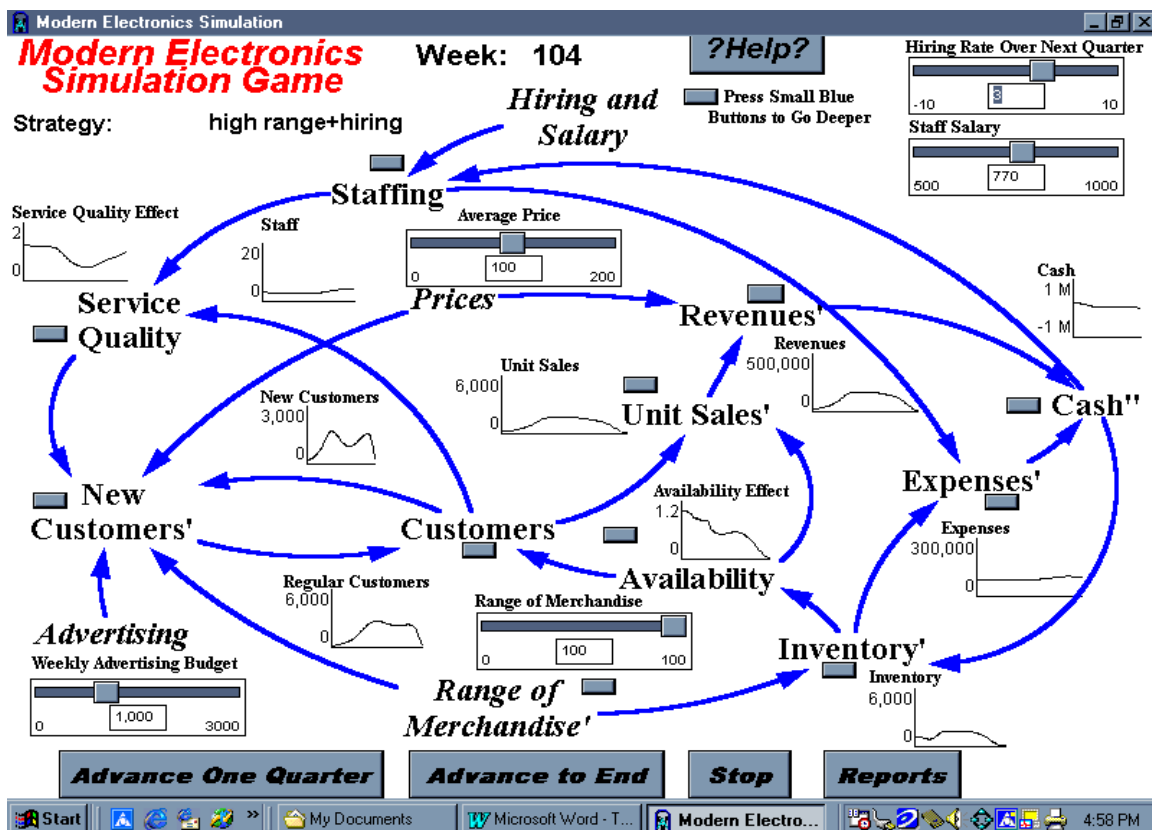 Modern Electronics Simulation
Modern Electronics
Simulation Game
Week: 104
?Help?
Hiring Rate Over Next Quarter
3
-10
10
Strategy: high range+hiring
Hiring and
Salary
Press Small Blue
Buttons to Go Deeper
Staff Salary
770
500
1000
Staffing
Service Quality Effect
2
0
Staff
20
0
Average Price
100
0
200
Prices
Cash
1 M
-1 M
Service
Quality
Revenues'
Revenues
500,000
0
Unit Sales
6,000
0
Unit Sales'
Cash"
New Customers
3,000
0
New
Customers'
Customers
Availability Effect
1.2
0
Availability
Expenses'
Expenses
300,000
0
Regular Customers
6,000
0
Range of Merchandise
100
0
100
Advertising
Weekly Advertising Budget
1,000
0
3000
Range of
Merchandise'
Inventory'
Inventory
6,000
0
Advance One Quarter
Advance to End
Stop
Reports
Start
»
My Documents
Microsoft Word - T...
Modern Electro...
4:58 PM